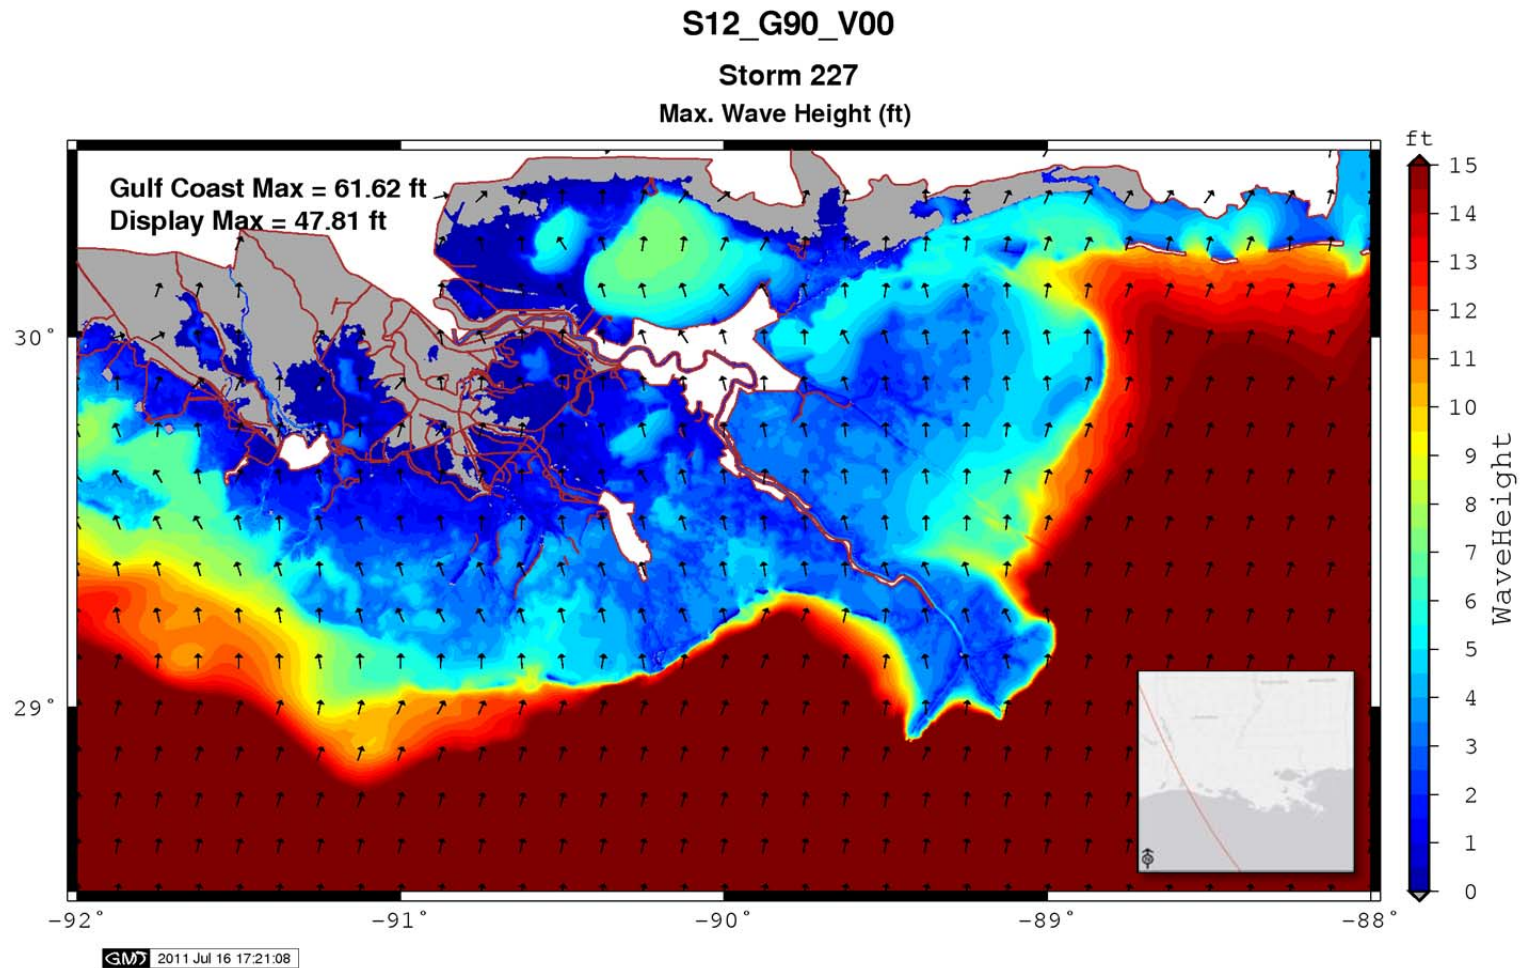 S12_G90_V00
Storm 227
Max. Wave Height (ft)
ft
Gulf Coast Max = 61.62 ft
Display Max = 47.81 ft
15
14
13
12
11
10
9
8
7
6
5
4
3
2
1
0
WaveHeight
30°
29°
-92°
-91°
-90°
-89°
-88°
GMT 2011 Jul 16 17:21:08